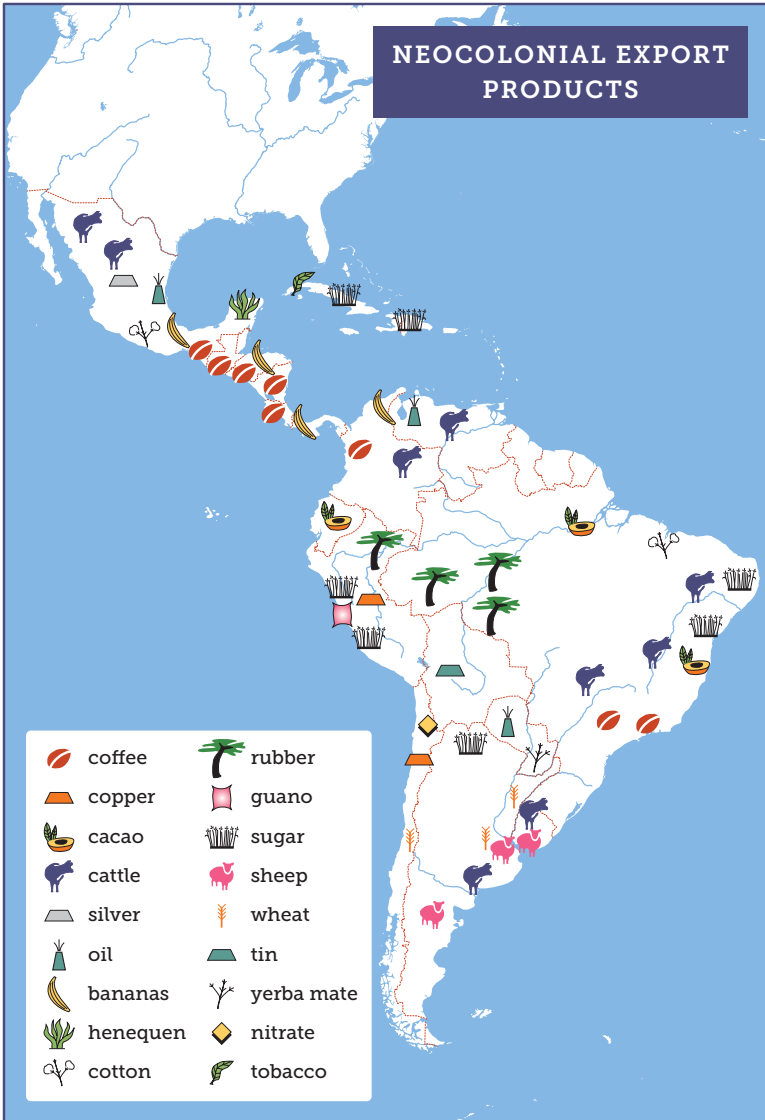 NEOCOLONIAL EXPORT
PRODUCTS
coffee
copper
cacao
cattle
silver
oil
bananas
henequen
cotton
rubber
guano
sugar
sheep
wheat
tin
yerba mate
nitrate
tobacco